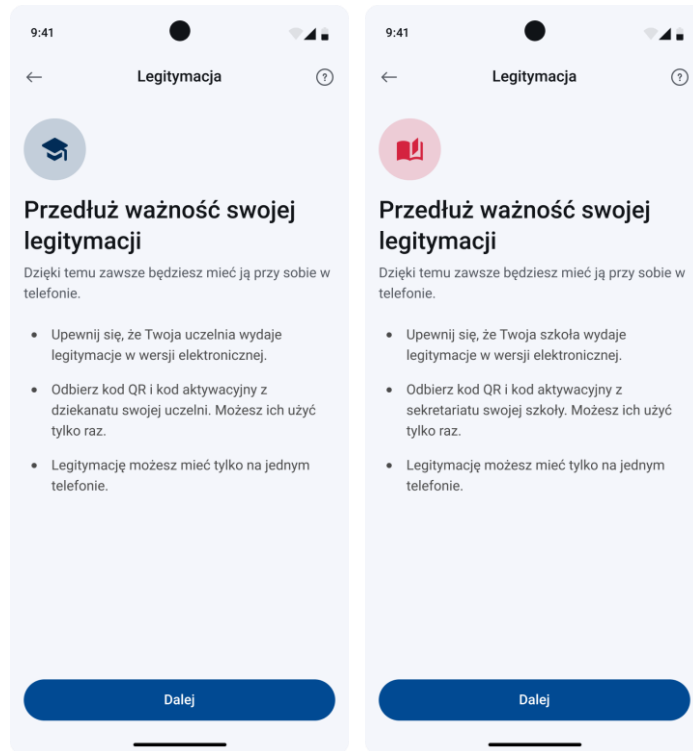 9:41
Legitymacja
Przedłuż ważność swojej
legitymacji
Dzięki temu zawsze będziesz mieć ją przy sobie w
telefonie.
Upewnij się, że Twoja uczelnia wydaje
legitymacje w wersji elektronicznej.
Odbierz kod QR i kod aktywacyjny z
dziekanatu swojej uczelni. Możesz ich użyć
tylko raz.
Legitymację możesz mieć tylko na jednym
telefonie.
Dalej
9:41
Legitymacja
Przedłuż ważność swojej
legitymacji
Dzięki temu zawsze będziesz mieć ją przy sobie w
telefonie.
Upewnij się, że Twoja szkoła wydaje
legitymacje w wersji elektronicznej.
Odbierz kod QR i kod aktywacyjny z
sekretariatu swojej szkoły. Możesz ich użyć
tylko raz.
Legitymację możesz mieć tylko na jednym
telefonie.
Dalej